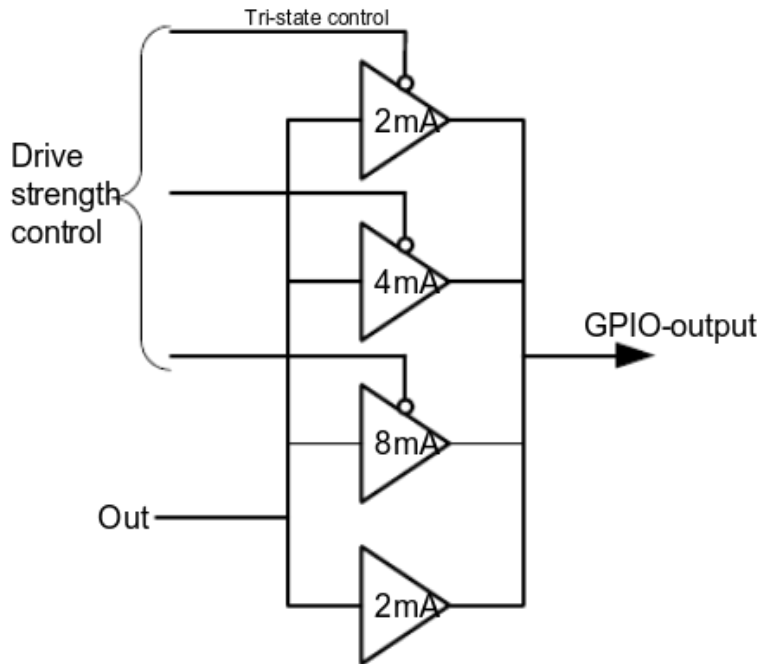 Tri-state control
2mA
Drive
strength
control
4mA
GPIO-output
8mA
Out
2mA